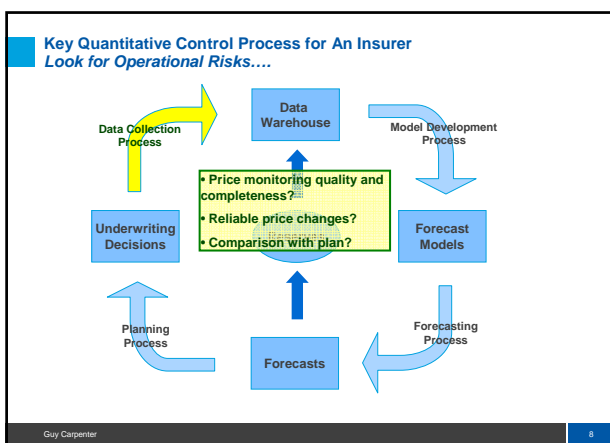 Key Quantitative Control Process for An Insurer
Look for Operational Risks….
Data
Warehouse
Data Collection
Process
Model Development
Process
• Price monitoring quality and
completeness?
• Reliable price changes?
• Comparison with plan?
Underwriting
Decisions
Forecast
Models
Planning
Process
Forecasting
Process
Forecasts
Guy Carpenter
8